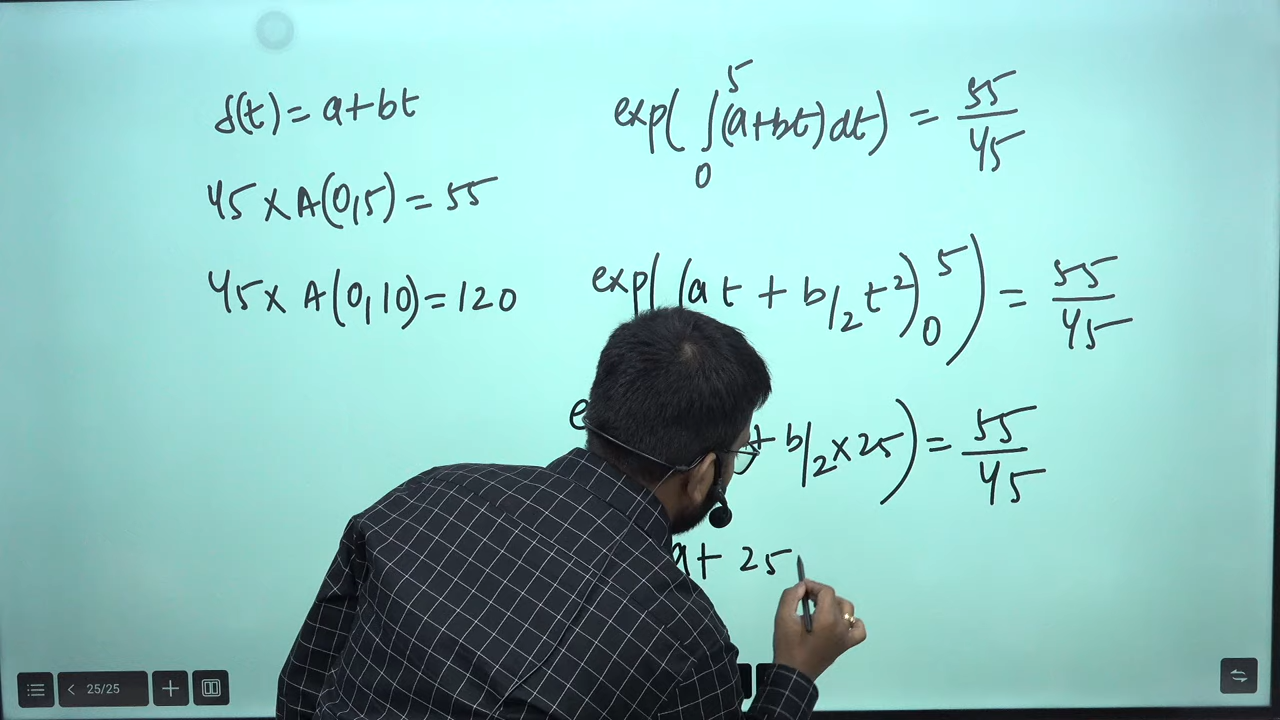 δ(t) = a+bt
45 × A(0,5) = 55
45 × A(0,10) = 120
exp( ∫₀⁵ (a+bt) dt) = 55/45
exp( (at + b/2 t²)₀⁵ ) = 55/45
+ b/2 × 25) = 55/45
a + 25
25/25